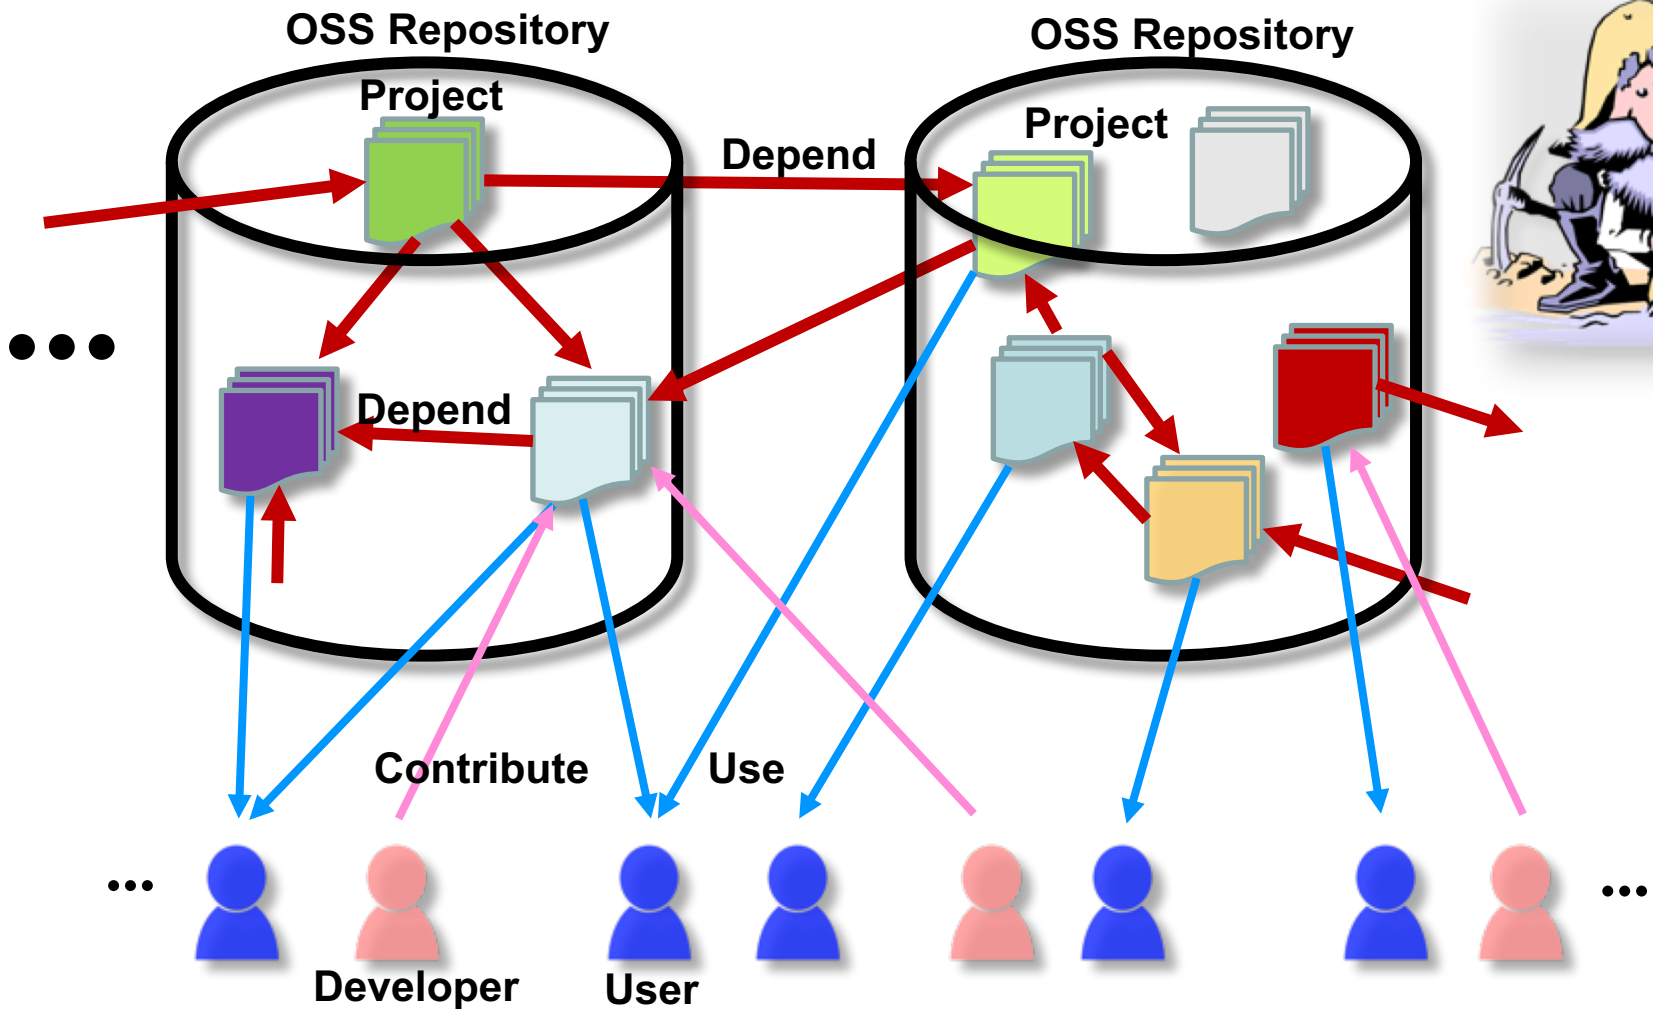 OSS Repository
OSS Repository
Project
Project
Depend
Depend
Contribute
Use
Developer
User